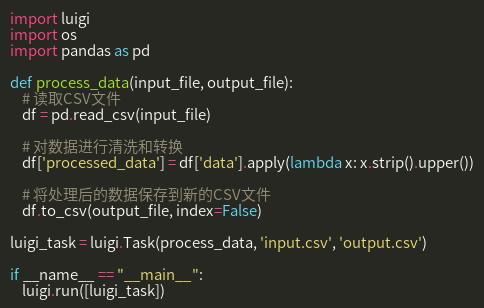 import luigi
import os
import pandas as pd

def process_data(input_file, output_file):
    # 读取CSV文件
    df = pd.read_csv(input_file)

    # 对数据进行清洗和转换
    df['processed_data'] = df['data'].apply(lambda x: x.strip().upper())

    # 将处理后的数据保存到新的CSV文件
    df.to_csv(output_file, index=False)

luigi_task = luigi.Task(process_data, 'input.csv', 'output.csv')

if __name__ == "__main__":
    luigi.run([luigi_task])